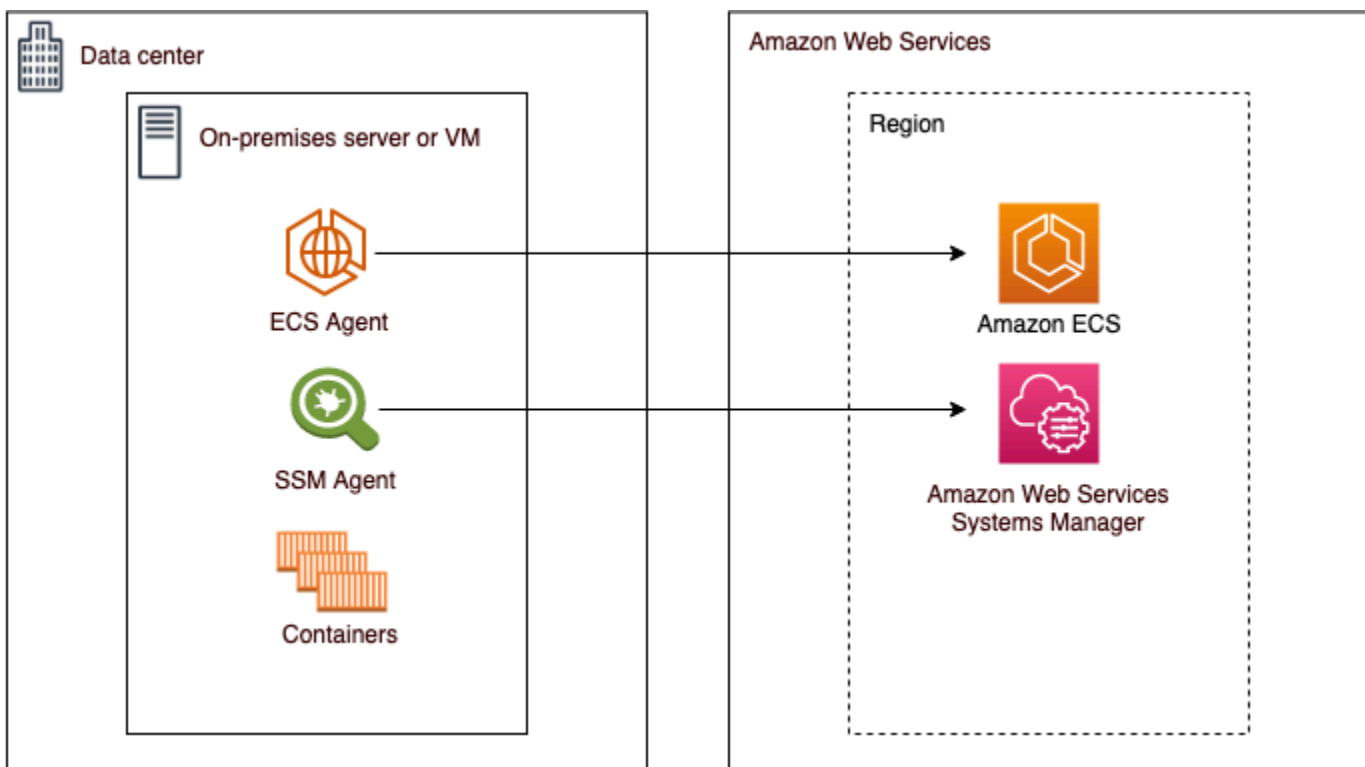 Data center
On-premises server or VM
ECS Agent
SSM Agent
Containers
Amazon Web Services
Region
Amazon ECS
Amazon Web Services
Systems Manager